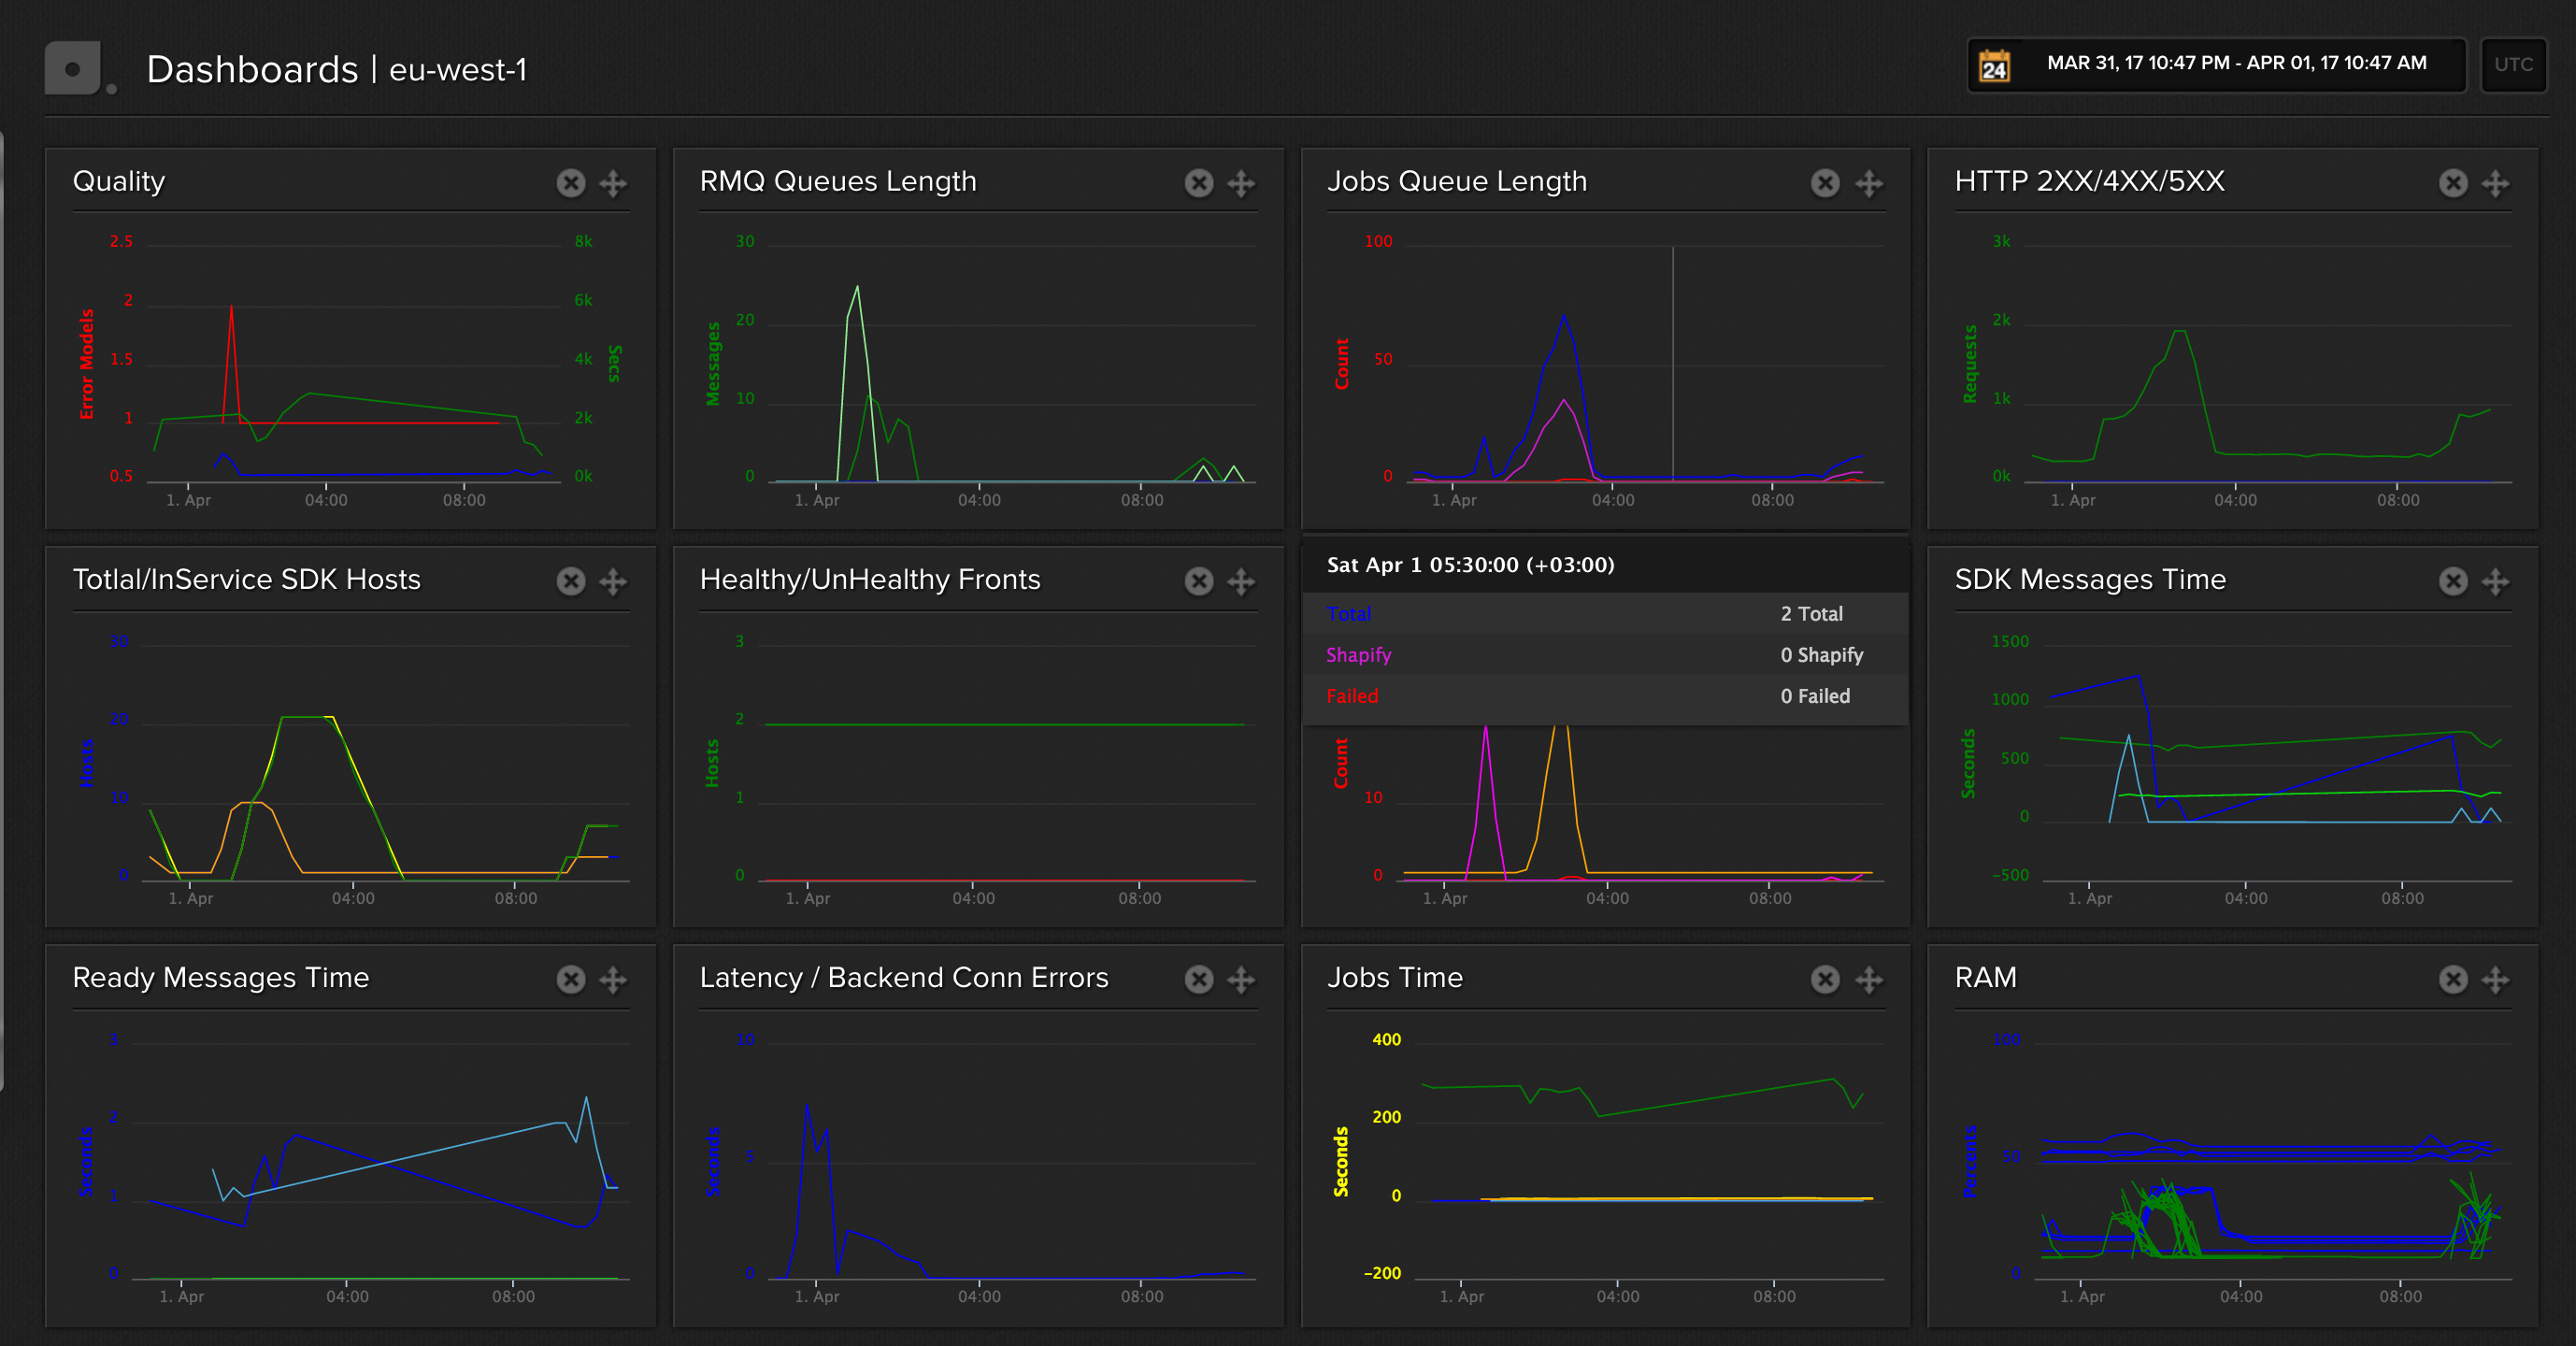 Dashboards | eu-west-1
24
MAR 31, 17 10:47 PM - APR 01, 17 10:47 AM
UTC
Quality
2.5
2
1.5
1
0.5
Error Models
8k
6k
4k
2k
0k
Secs
1. Apr
04:00
08:00
RMQ Queues Length
30
20
10
0
Messages
1. Apr
04:00
08:00
Jobs Queue Length
100
50
0
Count
1. Apr
04:00
08:00
HTTP 2XX/4XX/5XX
3k
2k
1k
0k
Requests
1. Apr
04:00
08:00
Totlal/InService SDK Hosts
30
20
10
0
Hosts
1. Apr
04:00
08:00
Healthy/UnHealthy Fronts
3
2
1
0
Hosts
1. Apr
04:00
08:00
Sat Apr 1 05:30:00 (+03:00)
Total 2 Total
Shapify 0 Shapify
Failed 0 Failed
Count
10
0
1. Apr
04:00
08:00
SDK Messages Time
1500
1000
500
0
-500
Seconds
1. Apr
04:00
08:00
Ready Messages Time
3
2
1
0
Seconds
1. Apr
04:00
08:00
Latency / Backend Conn Errors
10
5
0
Seconds
1. Apr
04:00
08:00
Jobs Time
400
200
0
-200
Seconds
1. Apr
04:00
08:00
RAM
100
50
0
Percents
1. Apr
04:00
08:00